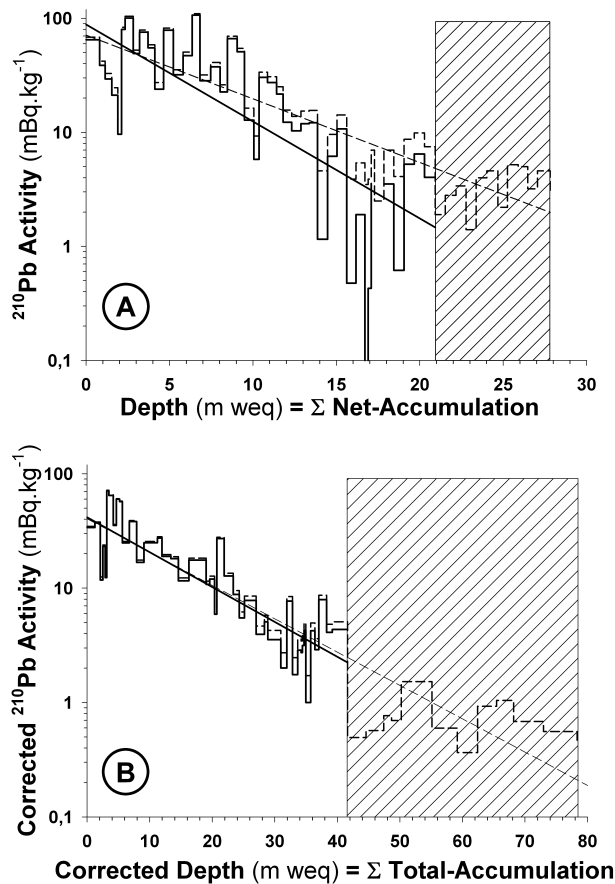 100
10
1
0,1
²¹⁰Pb Activity (mBq.kg⁻¹)
A
0 5 10 15 20 25 30
Depth (m weq) = Σ Net-Accumulation
100
10
1
0,1
Corrected ²¹⁰Pb Activity (mBq.kg⁻¹)
B
0 10 20 30 40 50 60 70 80
Corrected Depth (m weq) = Σ Total-Accumulation